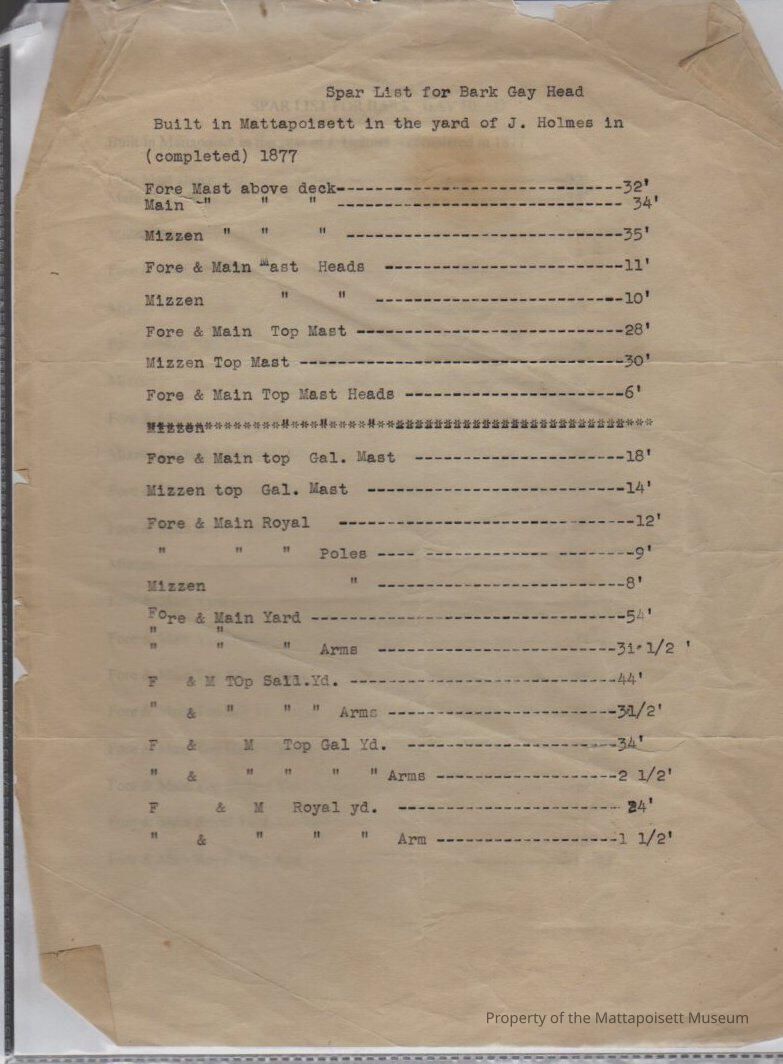 Spar List for Bark Gay Head
Built in Mattapoisett in the yard of J. Holmes in
(completed) 1877
Fore Mast above deck------------------------------32'
Main " " " ------------------------------ 34'
Mizzen " " " -----------------------------35'
Fore & Main Mast Heads -------------------------11'
Mizzen " " --------------------------10'
Fore & Main Top Mast ----------------------------28'
Mizzen Top Mast ----------------------------------30'
Fore & Main Top Mast Heads -----------------------6'
Mizzen
Fore & Main top Gal. Mast ----------------------18'
Mizzen top Gal. Mast ---------------------------14'
Fore & Main Royal -------------------------------12'
" " " Poles ---- ------------- --------9'
Mizzen " --------------------------8'
Fore & Main Yard ---------------------------------54'
" "
" " " Arms -------------------------31-1/2 '
F & M TOp Sail.Yd. ----------------------------44'
" & " " " Arms ------------------------31/2'
F & M Top Gal Yd. ----------------------34'
" & " " " " Arms -------------------2 1/2'
F & M Royal yd. ----------------------- 24'
" & " " " Arm -------------------1 1/2'
Property of the Mattapoisett Museum